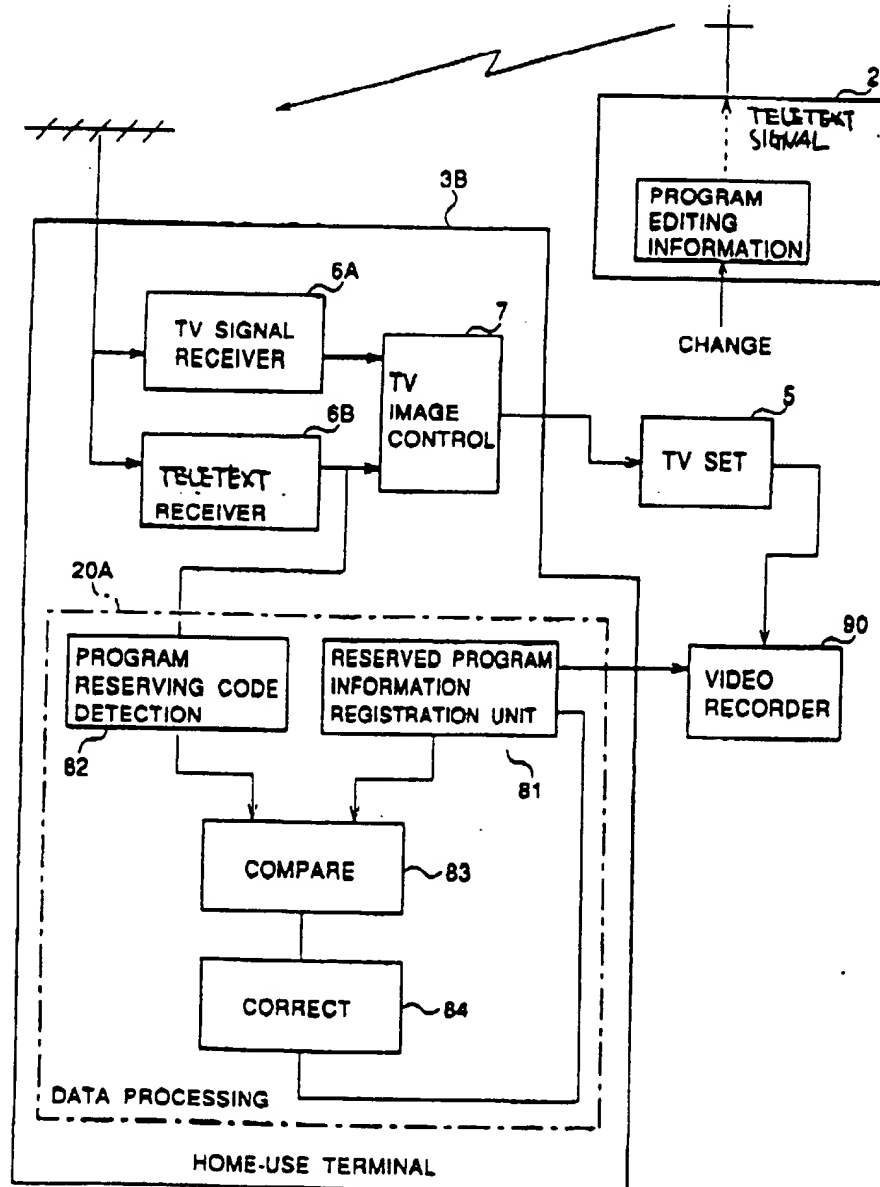 2
TELETEXT
SIGNAL
PROGRAM
EDITING
INFORMATION
CHANGE
3B
6A
TV SIGNAL
RECEIVER
7
TV
IMAGE
CONTROL
6B
TELETEXT
RECEIVER
5
TV SET
20A
PROGRAM
RESERVING CODE
DETECTION
82
RESERVED PROGRAM
INFORMATION
REGISTRATION UNIT
81
90
VIDEO
RECORDER
COMPARE
83
CORRECT
84
DATA PROCESSING
HOME-USE TERMINAL